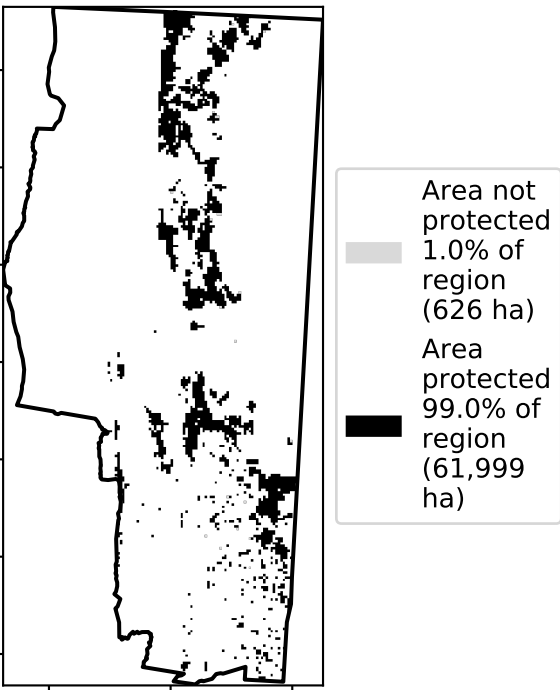 Area not
protected
1.0% of
region
(626 ha)
Area
protected
99.0% of
region
(61,999
ha)